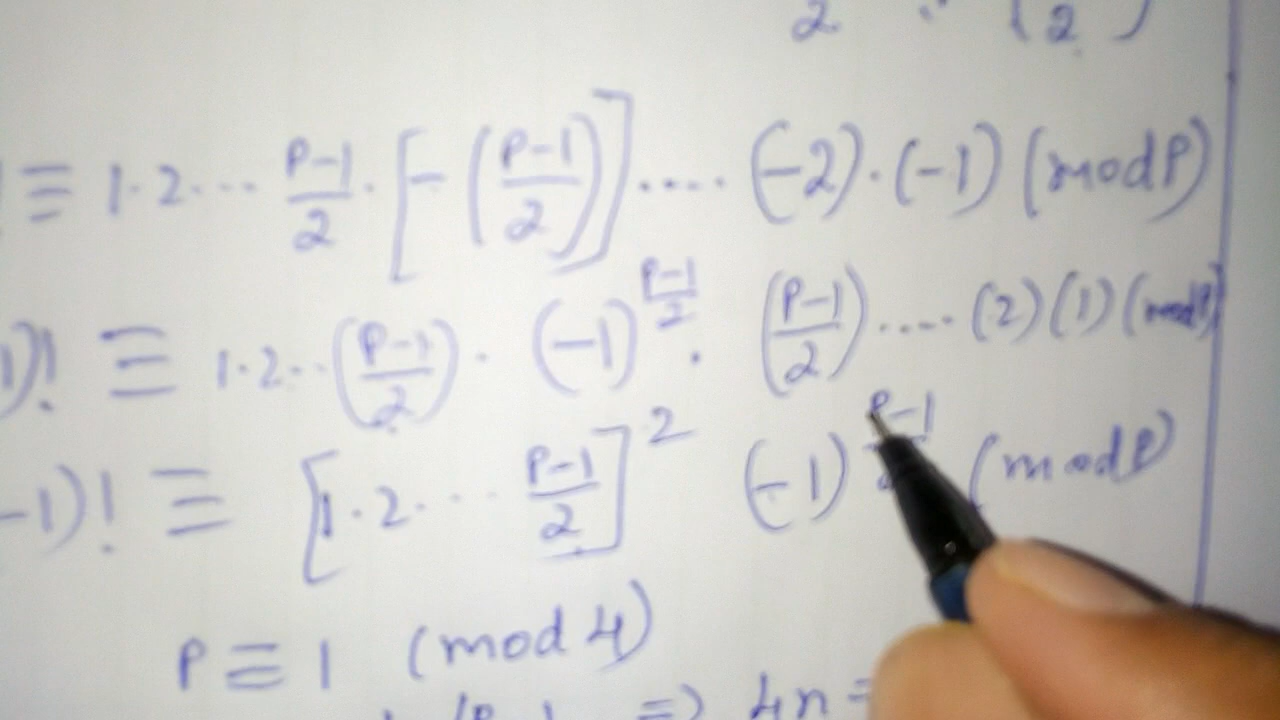 2 (2)
≡ 1·2··· P-1/2 · [-(P-1/2)] ···· (-2)·(-1) (mod P)
1)! ≡ 1·2··(P-1/2) · (-1)^(P-1/2) · (P-1/2) ···· (2)(1) (mod P)
-1)! ≡ [1·2··· P-1/2]² (-1)^(P-1/2) (mod P)
P ≡ 1 (mod 4)
⇒ 4n =